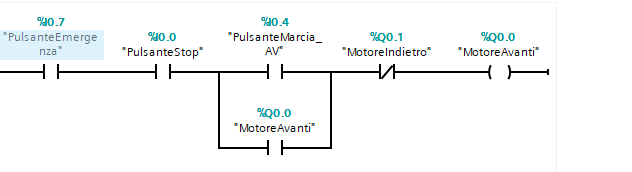 %I0.7
"PulsanteEmerge
nza"
%I0.0
"PulsanteStop"
%I0.4
"PulsanteMarcia_
AV"
%Q0.1
"MotoreIndietro"
%Q0.0
"MotoreAvanti"
%Q0.0
"MotoreAvanti"